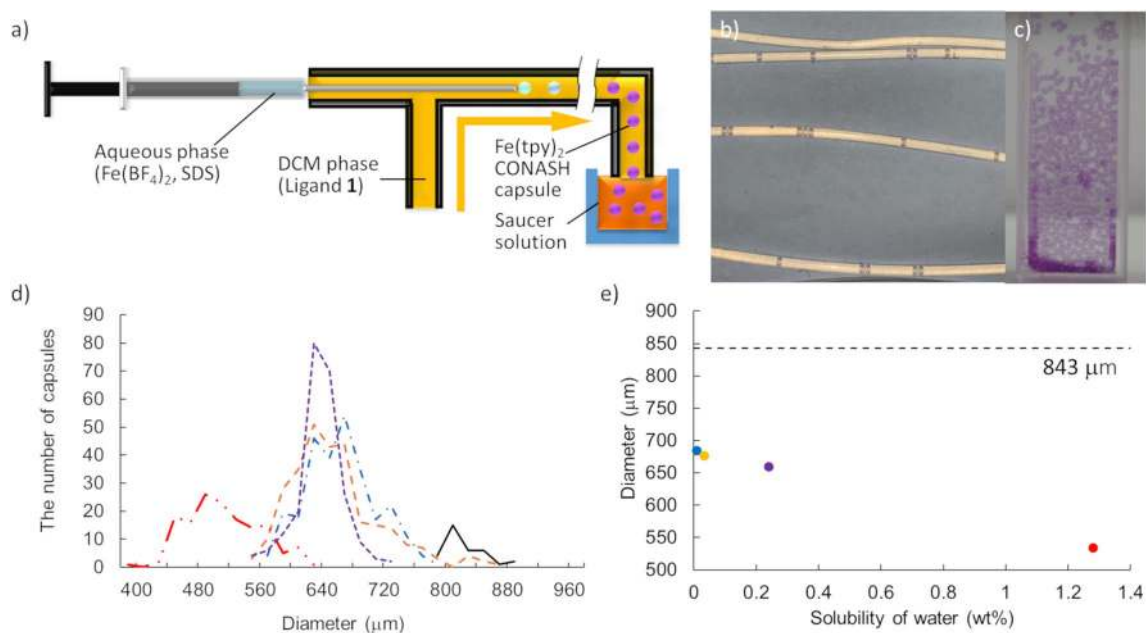 a)
Aqueous phase
(Fe(BF₄)₂, SDS)
DCM phase
(Ligand 1)
Fe(tpy)₂
CONASH
capsule
Saucer
solution
b)
c)
d)
The number of capsules
90
80
70
60
50
40
30
20
10
0
400 480 560 640 720 800 880 960
Diameter (μm)
e)
Diameter (μm)
900
850
800
750
700
650
600
550
500
843 μm
0 0.2 0.4 0.6 0.8 1 1.2 1.4
Solubility of water (wt%)